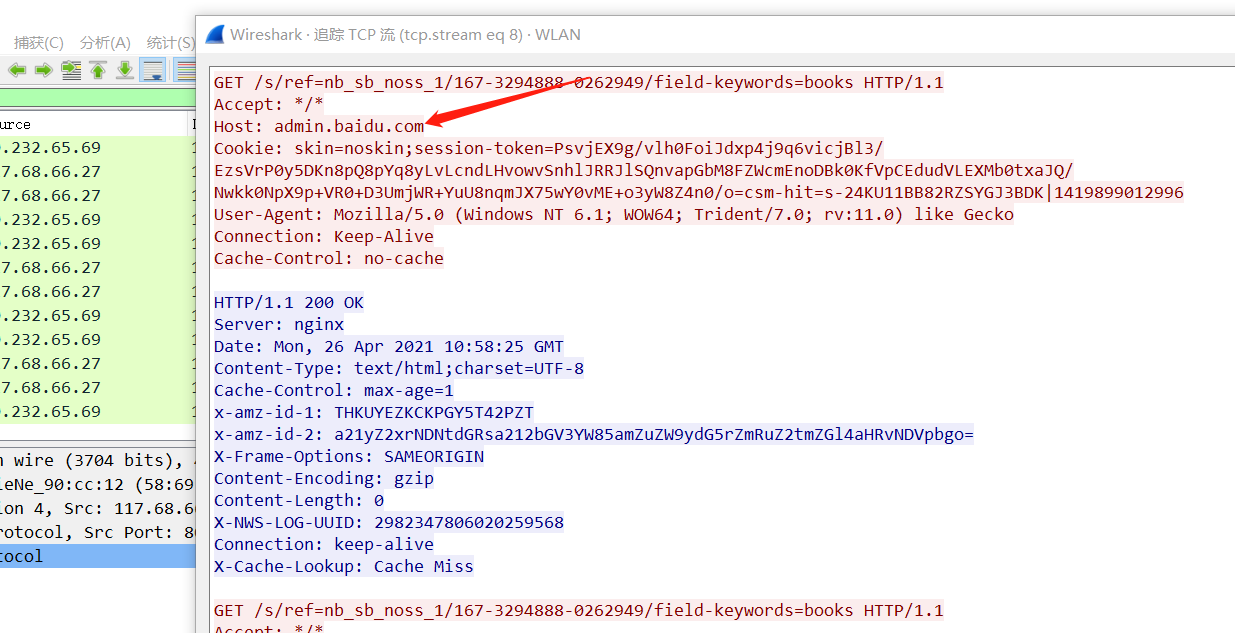 捕获(C) 分析(A) 统计(S)
Wireshark · 追踪 TCP 流 (tcp.stream eq 8) · WLAN
GET /s/ref=nb_sb_noss_1/167-3294888-0262949/field-keywords=books HTTP/1.1
Accept: */*
Host: admin.baidu.com
Cookie: skin=noskin;session-token=PsvjEX9g/vlh0FoiJdxp4j9q6vicjBl3/
EzsVrP0y5DKn8pQ8pYq8yLvLcndLHvowvSnhlJRRJlSQnvapGbM8FZWcmEnoDBk0KfVpCEdudVLEXMb0txaJQ/
Nwkk0NpX9p+VR0+D3UmjWR+YuU8nqmJX75wY0vME+o3yW8Z4n0/o=csm-hit=s-24KU11BB82RZSYGJ3BDK|1419899012996
User-Agent: Mozilla/5.0 (Windows NT 6.1; WOW64; Trident/7.0; rv:11.0) like Gecko
Connection: Keep-Alive
Cache-Control: no-cache
HTTP/1.1 200 OK
Server: nginx
Date: Mon, 26 Apr 2021 10:58:25 GMT
Content-Type: text/html;charset=UTF-8
Cache-Control: max-age=1
x-amz-id-1: THKUYEZKCKPGY5T42PZT
x-amz-id-2: a21yZ2xrNDNtdGRsa212bGV3YW85amZuZW9ydG5rZmRuZ2tmZGl4aHRvNDVpbgo=
X-Frame-Options: SAMEORIGIN
Content-Encoding: gzip
Content-Length: 0
X-NWS-LOG-UUID: 2982347806020259568
Connection: keep-alive
X-Cache-Lookup: Cache Miss
GET /s/ref=nb_sb_noss_1/167-3294888-0262949/field-keywords=books HTTP/1.1
Accept: */*
urce
.232.65.69
7.68.66.27
7.68.66.27
.232.65.69
.232.65.69
7.68.66.27
7.68.66.27
.232.65.69
.232.65.69
7.68.66.27
7.68.66.27
.232.65.69
n wire (3704 bits),
ieNe_90:cc:12 (58:69
ion 4, Src: 117.68.6
rotocol, Src Port: 8
tocol